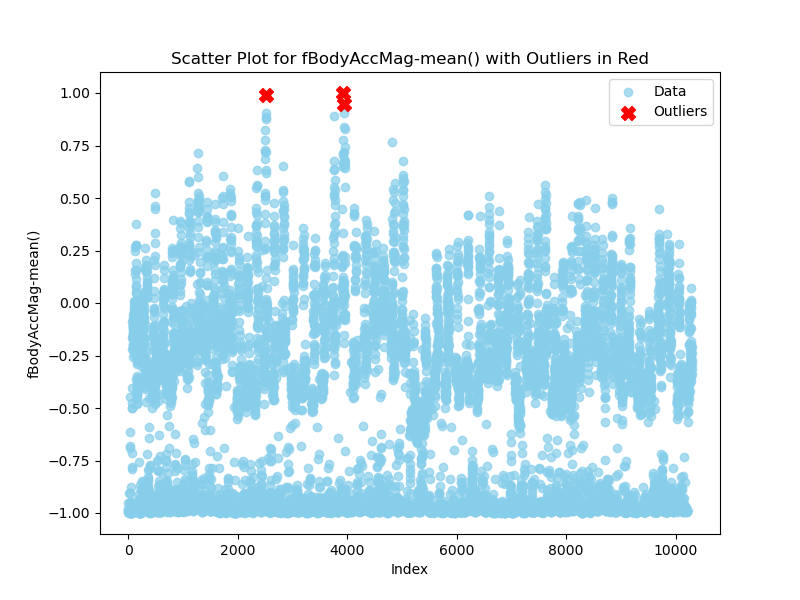 Scatter Plot for fBodyAccMag-mean() with Outliers in Red
Data
Outliers
1.00
0.75
0.50
0.25
0.00
−0.25
−0.50
−0.75
−1.00
fBodyAccMag-mean()
0 2000 4000 6000 8000 10000
Index